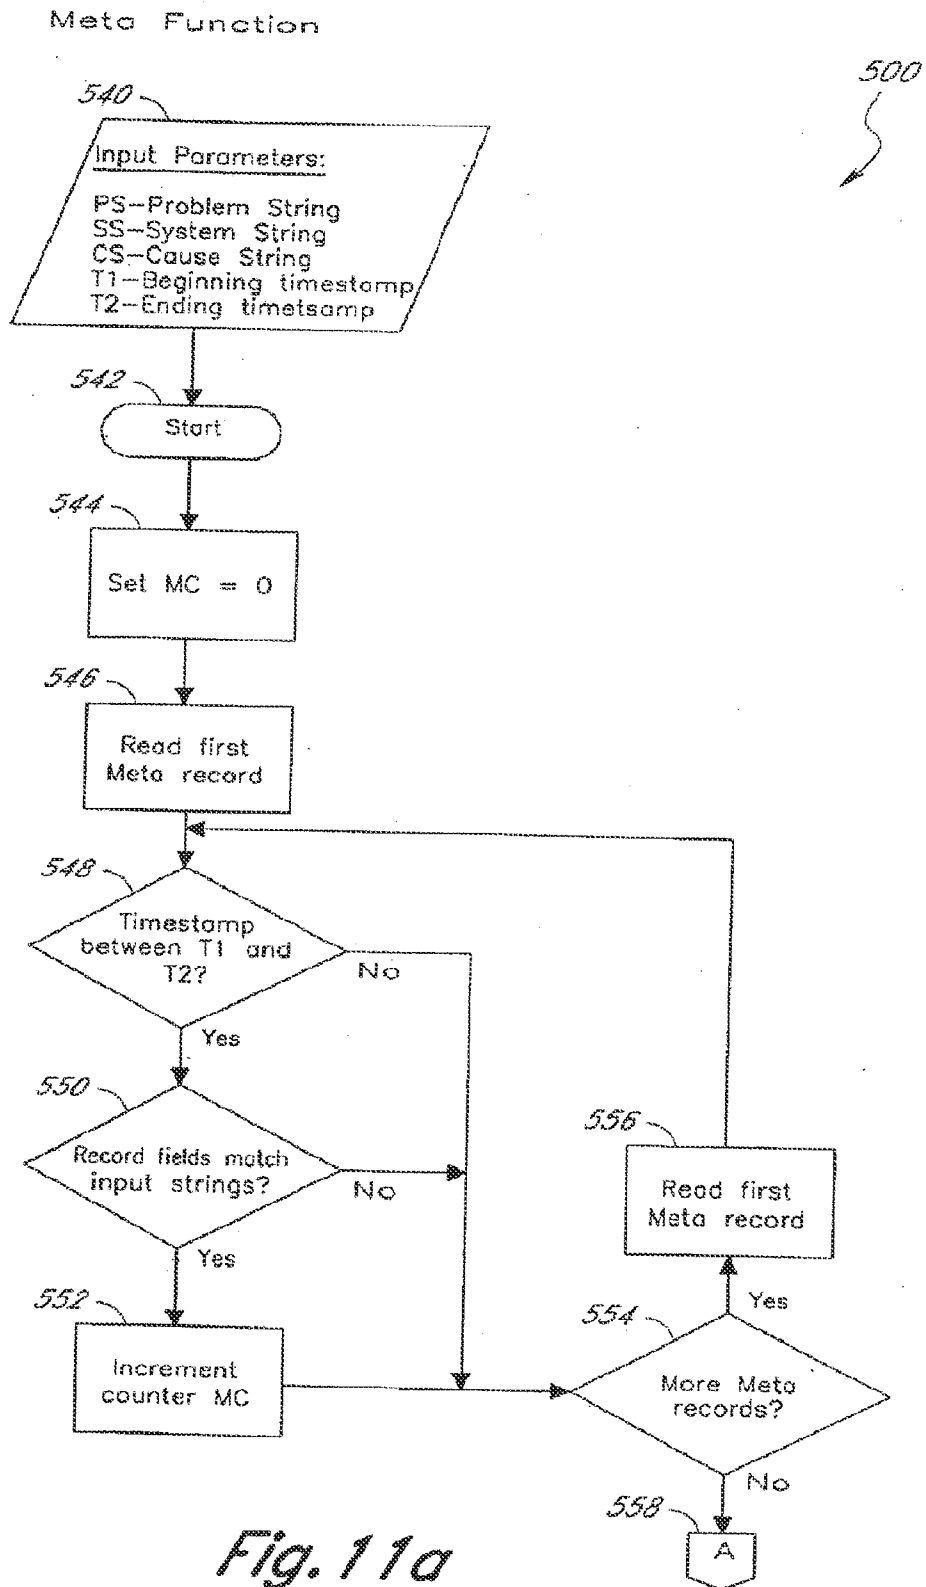 Meta Function
500
540
Input Parameters:
PS-Problem String
SS-System String
CS-Cause String
T1-Beginning timestamp
T2-Ending timetsamp
542
Start
544
Set MC = 0
546
Read first
Meta record
548
Timestamp
between T1 and
T2?
No
Yes
550
Record fields match
input strings?
No
Yes
552
Increment
counter MC
556
Read first
Meta record
554
Yes
More Meta
records?
No
558
A
Fig. 11a